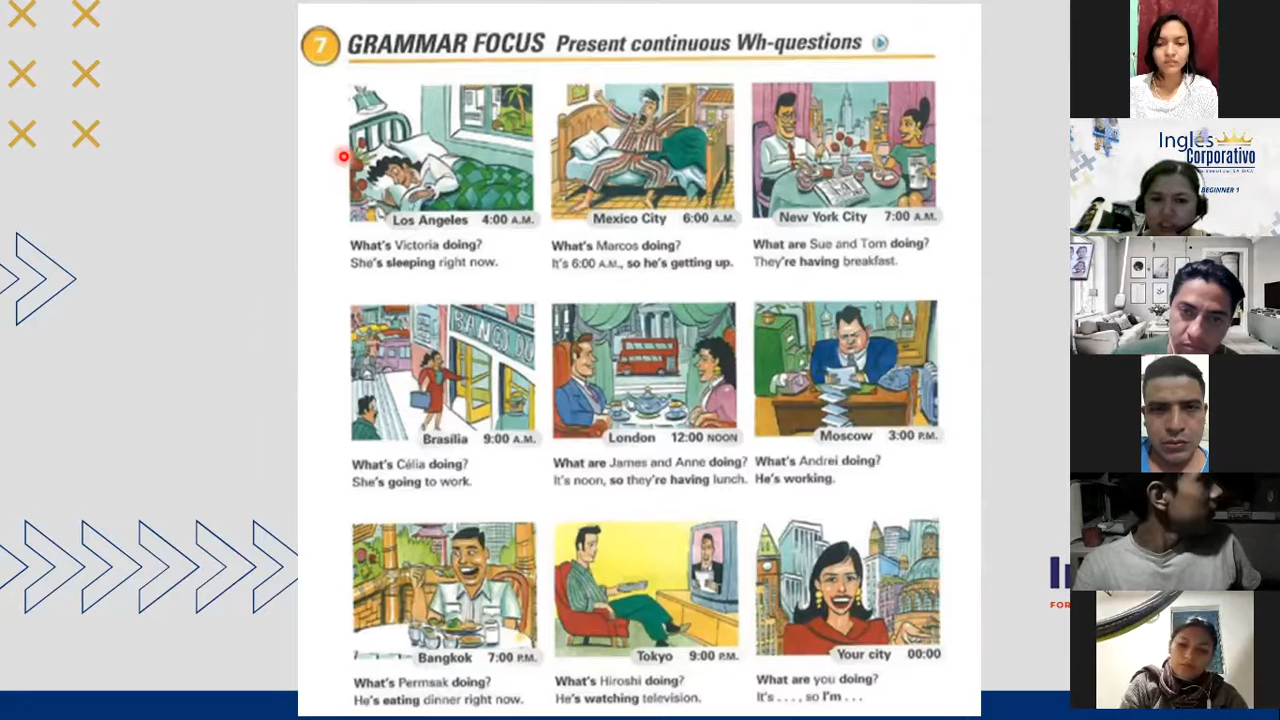 7 GRAMMAR FOCUS Present continuous Wh-questions
Los Angeles 4:00 A.M.
What's Victoria doing?
She's sleeping right now.
Mexico City 6:00 A.M.
What's Marcos doing?
It's 6:00 A.M., so he's getting up.
New York City 7:00 A.M.
What are Sue and Tom doing?
They're having breakfast.
BANCO DO
Brasília 9:00 A.M.
What's Célia doing?
She's going to work.
London 12:00 NOON
What are James and Anne doing?
It's noon, so they're having lunch.
Moscow 3:00 P.M.
What's Andrei doing?
He's working.
Bangkok 7:00 P.M.
What's Permsak doing?
He's eating dinner right now.
Tokyo 9:00 P.M.
What's Hiroshi doing?
He's watching television.
Your city 00:00
What are you doing?
It's . . . , so I'm . . .
FOR
Inglés
Corporativo
BEGINNER 1